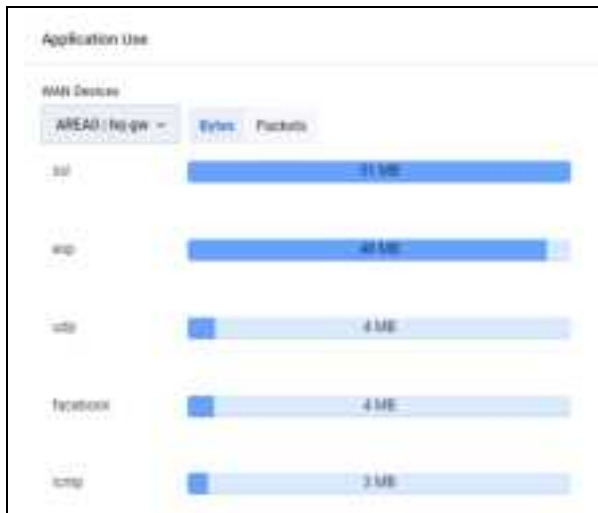 Application Use
WAN Devices
AREA0 : hq-gw
Bytes Packets
ssl 51 MB
esp 48 MB
udp 4 MB
facebook 4 MB
icmp 3 MB